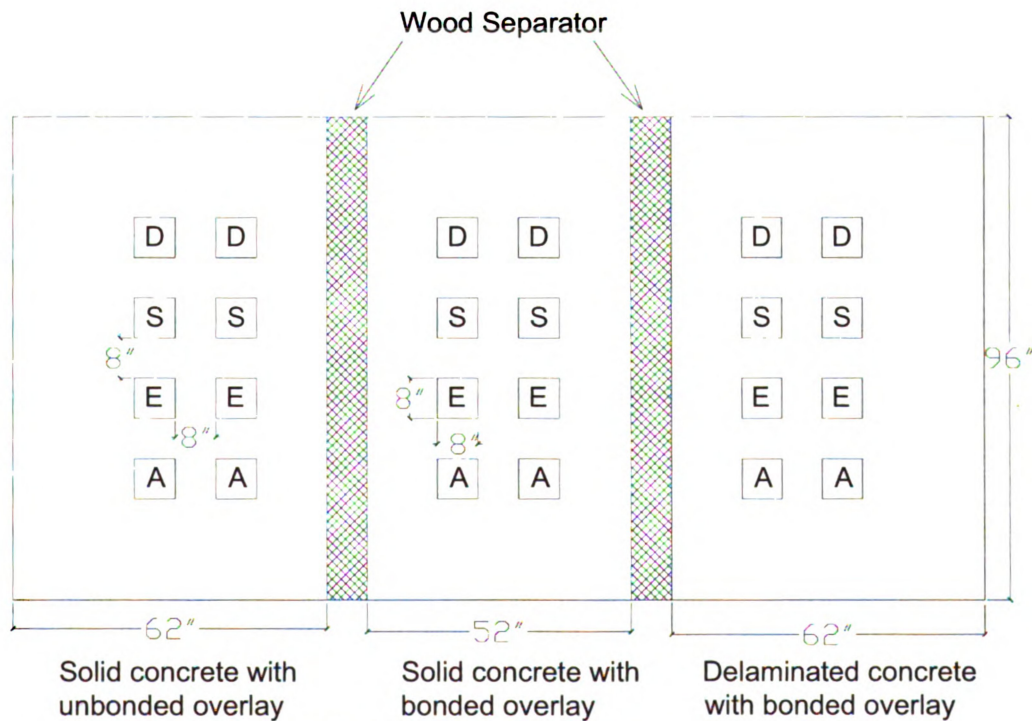 Wood Separator
D D D D D D
S S S S S S
8"
E E E E E E
8"
8"
8"
96"
A A A A A A
62" 52" 62"
Solid concrete with unbonded overlay
Solid concrete with bonded overlay
Delaminated concrete with bonded overlay